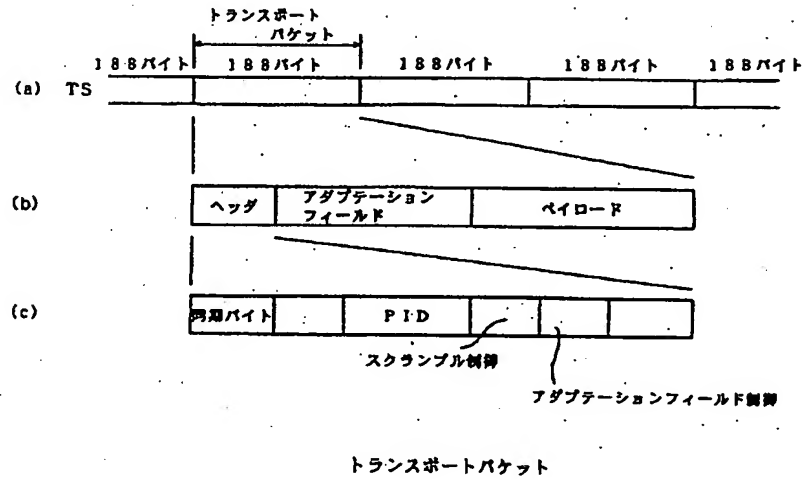 トランスポート
パケット
188バイト 188バイト 188バイト 188バイト 188バイト
(a) TS
(b) ヘッダ アダプテーション フィールド ペイロード
(c) 同期バイト PID
スクランブル制御
アダプテーションフィールド制御
トランスポートパケット